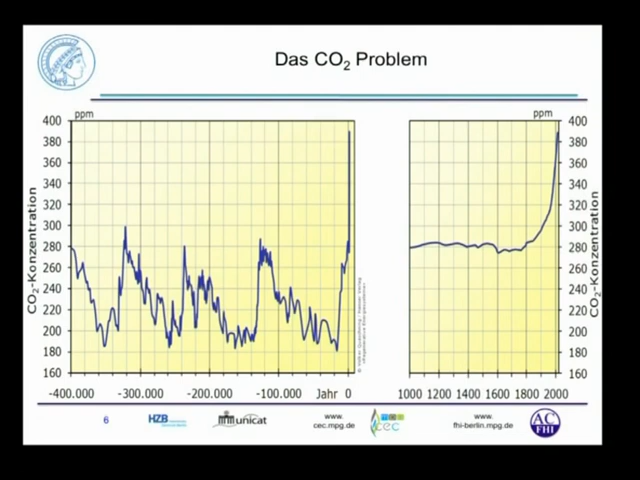 Das CO₂ Problem
ppm
400
380
360
340
320
300
280
260
240
220
200
180
160
CO₂-Konzentration
-400.000 -300.000 -200.000 -100.000 Jahr 0
ppm
400
380
360
340
320
300
280
260
240
220
200
180
160
CO₂-Konzentration
1000 1200 1400 1600 1800 2000
6
HZB
unicat
www.
cec.mpg.de
cec
www.
fhi-berlin.mpg.de
AC
FHI